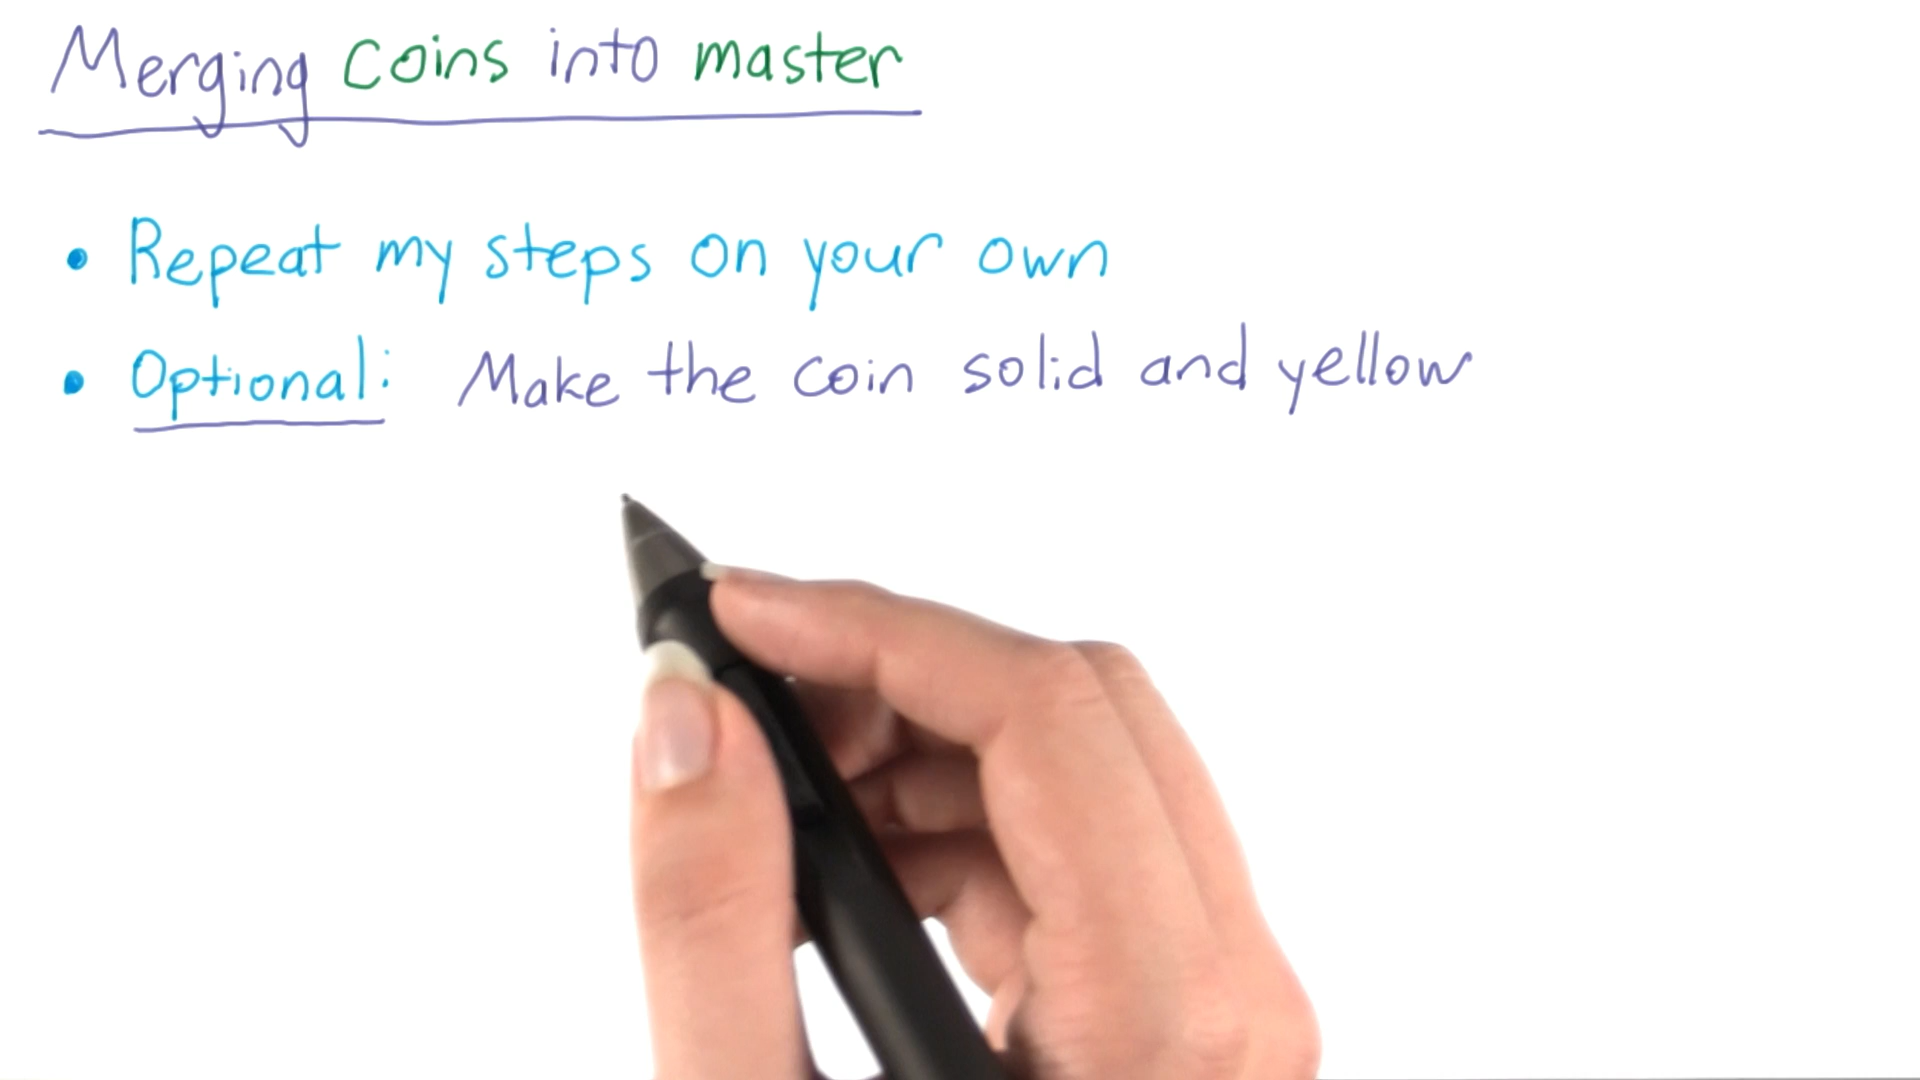 Merging coins into master
• Repeat my steps on your own
• Optional: Make the coin solid and yellow